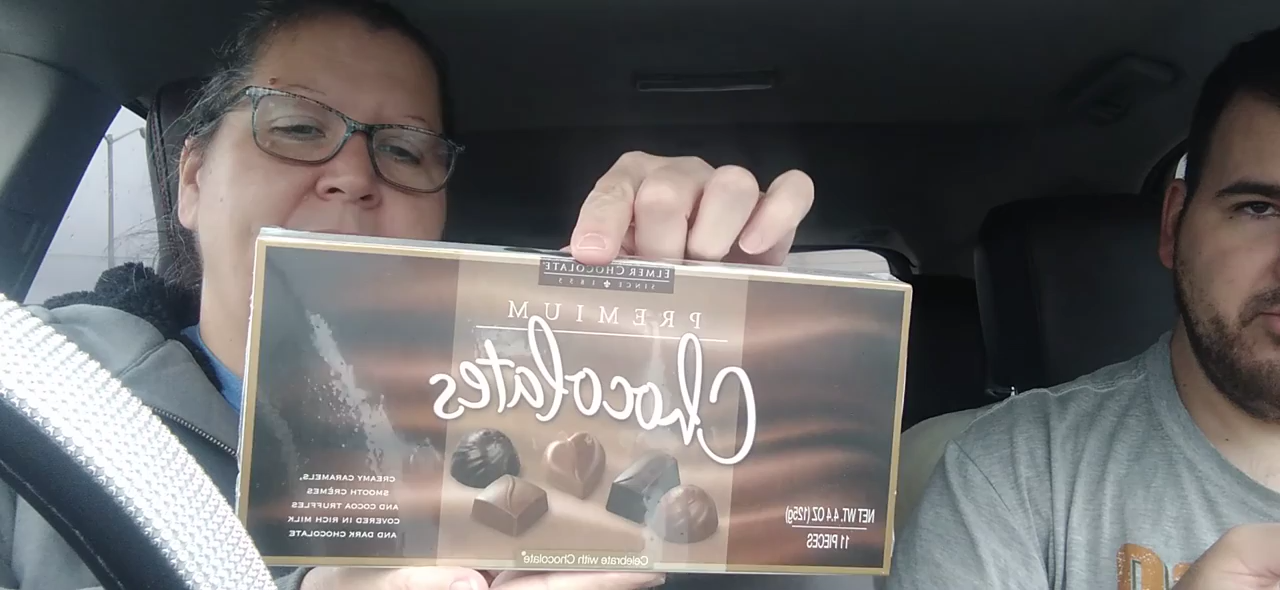 ELMER CHOCOLATE
SINCE 1855
PREMIUM
Chocolates
CREAMY CARAMELS,
SMOOTH CRÈMES
AND COCOA TRUFFLES
COVERED IN RICH MILK
AND DARK CHOCOLATE
NET WT. 4.4 OZ (125g)
11 PIECES
Celebrate with Chocolate®